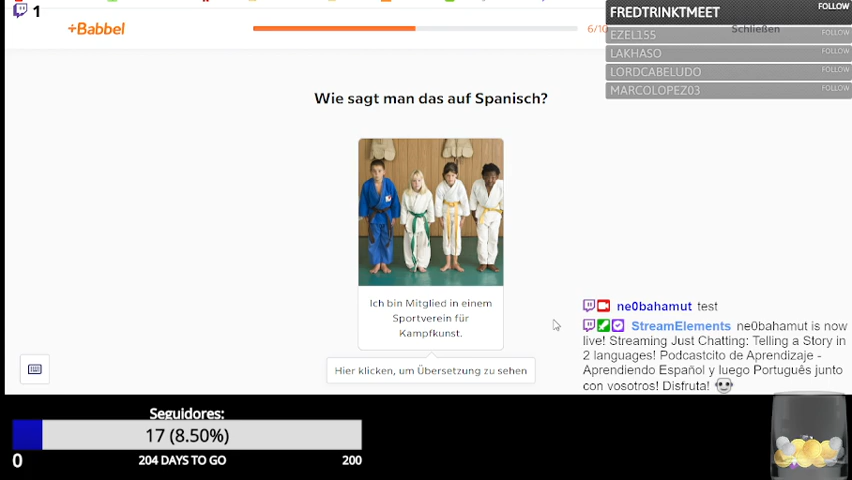 1
+Babbel
6/10
Schließen
FREDTRINKTMEET
FOLLOW
EZEL155
FOLLOW
LAKHASO
FOLLOW
LORDCABELUDO
FOLLOW
MARCOLOPEZ03
FOLLOW
Wie sagt man das auf Spanisch?
Ich bin Mitglied in einem
Sportverein für
Kampfkunst.
Hier klicken, um Übersetzung zu sehen
ne0bahamut test
StreamElements ne0bahamut is now
live! Streaming Just Chatting: Telling a Story in
2 languages! Podcastcito de Aprendizaje -
Aprendiendo Español y luego Português junto
con vosotros! Disfruta!
Seguidores:
17 (8.50%)
0
204 DAYS TO GO
200